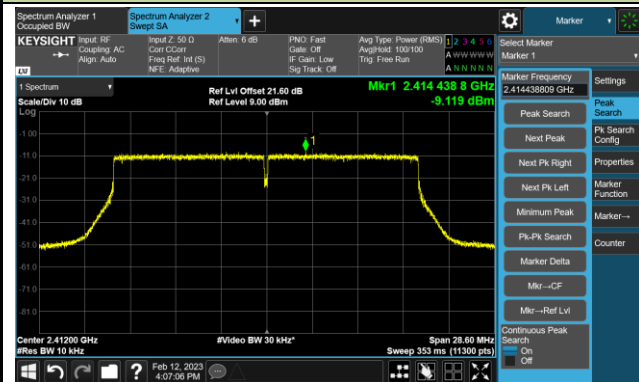 Spectrum Analyzer 1
Occupied BW
Spectrum Analyzer 2
Swept SA
Marker
KEYSIGHT
Input: RF
Coupling: AC
Align: Auto
Input Z: 50 Ω
Corr CCorr
Freq Ref: Int (S)
NFE: Adaptive
Atten: 6 dB
PNO: Fast
Gate: Off
IF Gain: Low
Sig Track: Off
Avg Type: Power (RMS)
Avg|Hold: 100/100
Trig: Free Run
1 2 3 4 5 6
A W W W W W
A N N N N N
LXI
Select Marker
Marker 1
1 Spectrum
Scale/Div 10 dB
Log
Ref Lvl Offset 21.60 dB
Ref Level 9.00 dBm
Mkr1 2.414 438 8 GHz
-9.119 dBm
1
-1.00
-11.0
-21.0
-31.0
-41.0
-51.0
-61.0
-71.0
-81.0
Center 2.41200 GHz
#Res BW 10 kHz
#Video BW 30 kHz*
Span 28.60 MHz
Sweep 353 ms (11300 pts)
Marker Frequency
2.414438809 GHz
Peak Search
Next Peak
Next Pk Right
Next Pk Left
Minimum Peak
Pk-Pk Search
Marker Delta
Mkr→CF
Mkr→Ref Lvl
Continuous Peak
Search
On
Off
Settings
Peak
Search
Pk Search
Config
Properties
Marker
Function
Marker→
Counter
Feb 12, 2023
4:07:06 PM